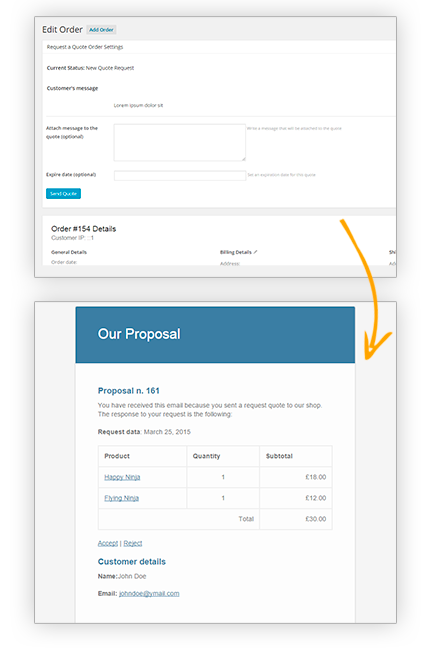 Edit Order Add Order
Request a Quote Order Settings
Current Status: New Quote Request
Customer's message
Lorem ipsum dolor sit
Attach message to the
quote (optional)
Write a message that will be attached to the quote
Expire date (optional)
Set an expiration date for this quote
Send Quote
Order #154 Details
Customer IP: ::1
General Details Billing Details Shi
Order date: Address: Add
Our Proposal
Proposal n. 161
You have received this email because you sent a request quote to our shop.
The response to your request is the following:
Request data: March 25, 2015
Product Quantity Subtotal
Happy Ninja 1 £18.00
Flying Ninja 1 £12.00
Total £30.00
Accept | Reject
Customer details
Name:John Doe
Email: johndoe@ymail.com